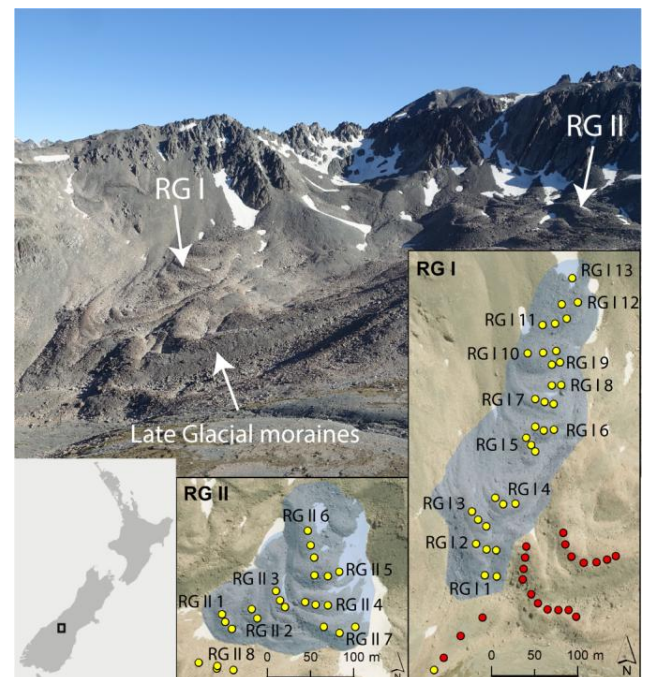 RG II
RG I
Late Glacial moraines
RG I
RG I 13
RG I 12
RG I 11
RG I 10
RG I 9
RG I 8
RG I 7
RG I 6
RG I 5
RG I 4
RG I 3
RG I 2
RG I 1
0 50 100 m
N
RG II
RG II 6
RG II 5
RG II 3
RG II 4
RG II 1
RG II 2
RG II 7
RG II 8
0 50 100 m
N